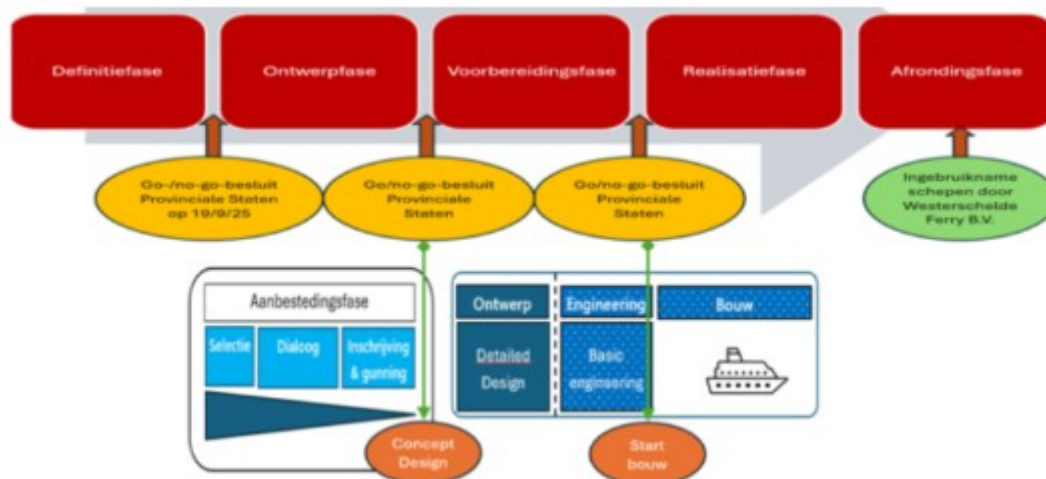 Definitiefase
Ontwerpfase
Voorbereidingsfase
Realisatiefase
Afrondingsfase
Go-/no-go-besluit
Provinciale Staten
op 19/9/25
Go/no-go-besluit
Provinciale
Staten
Go/no-go-besluit
Provinciale
Staten
Ingebruikname
schepen door
Westerschelde
Ferry B.V.
Aanbestedingsfase
Selectie
Dialoog
Inschrijving
& gunning
Concept
Design
Ontwerp
Engineering
Bouw
Detailed
Design
Basic
engineering
Start
bouw